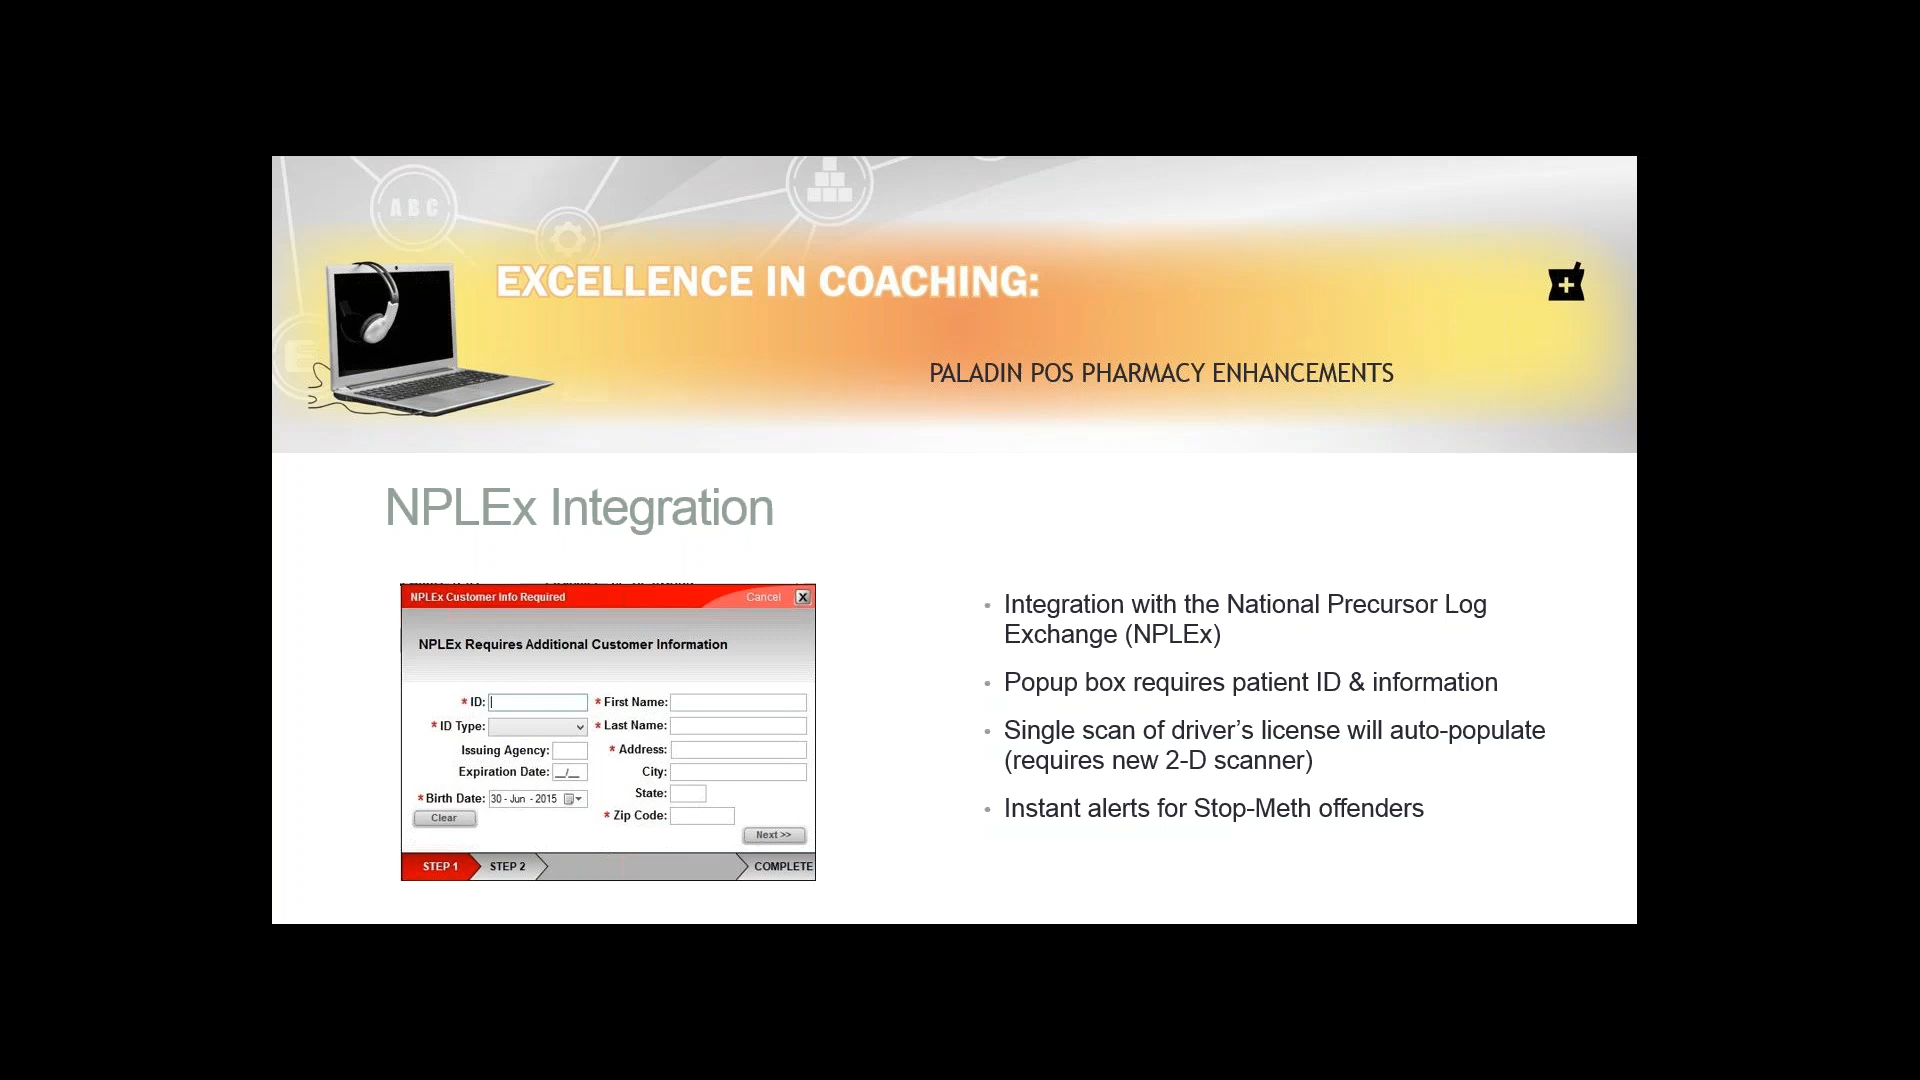 ABC
EXCELLENCE IN COACHING:
PALADIN POS PHARMACY ENHANCEMENTS
NPLEx Integration
NPLEx Customer Info Required Cancel X
NPLEx Requires Additional Customer Information
* ID: * First Name:
* ID Type: * Last Name:
Issuing Agency: * Address:
Expiration Date: __/__ City:
State:
* Birth Date: 30 - Jun - 2015
* Zip Code:
Clear
Next >>
STEP 1 STEP 2 COMPLETE
• Integration with the National Precursor Log
Exchange (NPLEx)
• Popup box requires patient ID & information
• Single scan of driver’s license will auto-populate
(requires new 2-D scanner)
• Instant alerts for Stop-Meth offenders